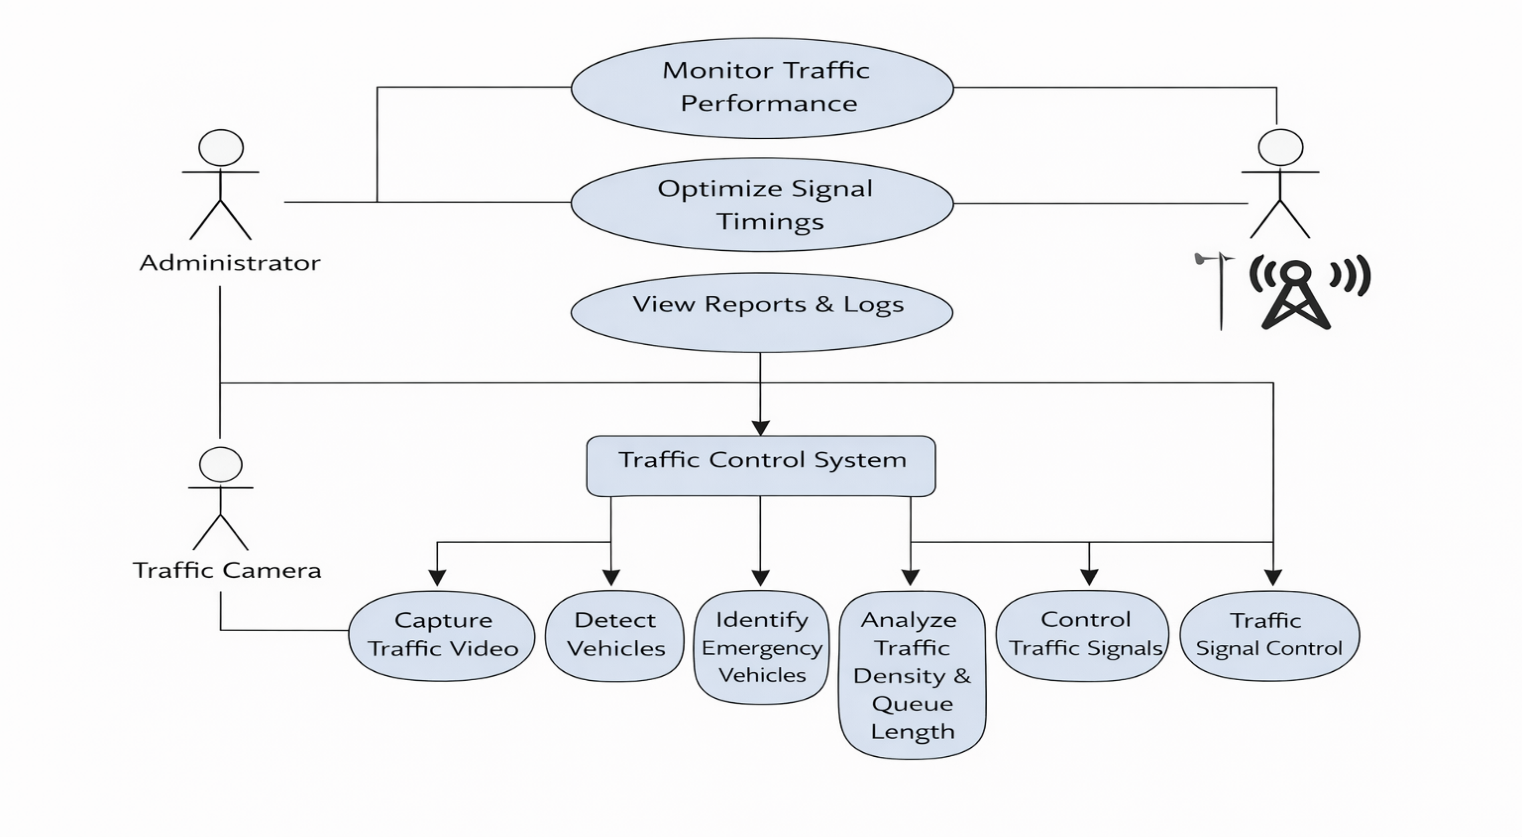 Monitor Traffic
Performance
Optimize Signal
Timings
Administrator
View Reports & Logs
Traffic Control System
Traffic Camera
Capture
Traffic Video
Detect
Vehicles
Identify
Emergency
Vehicles
Analyze
Traffic
Density &
Queue
Length
Control
Traffic Signals
Traffic
Signal Control